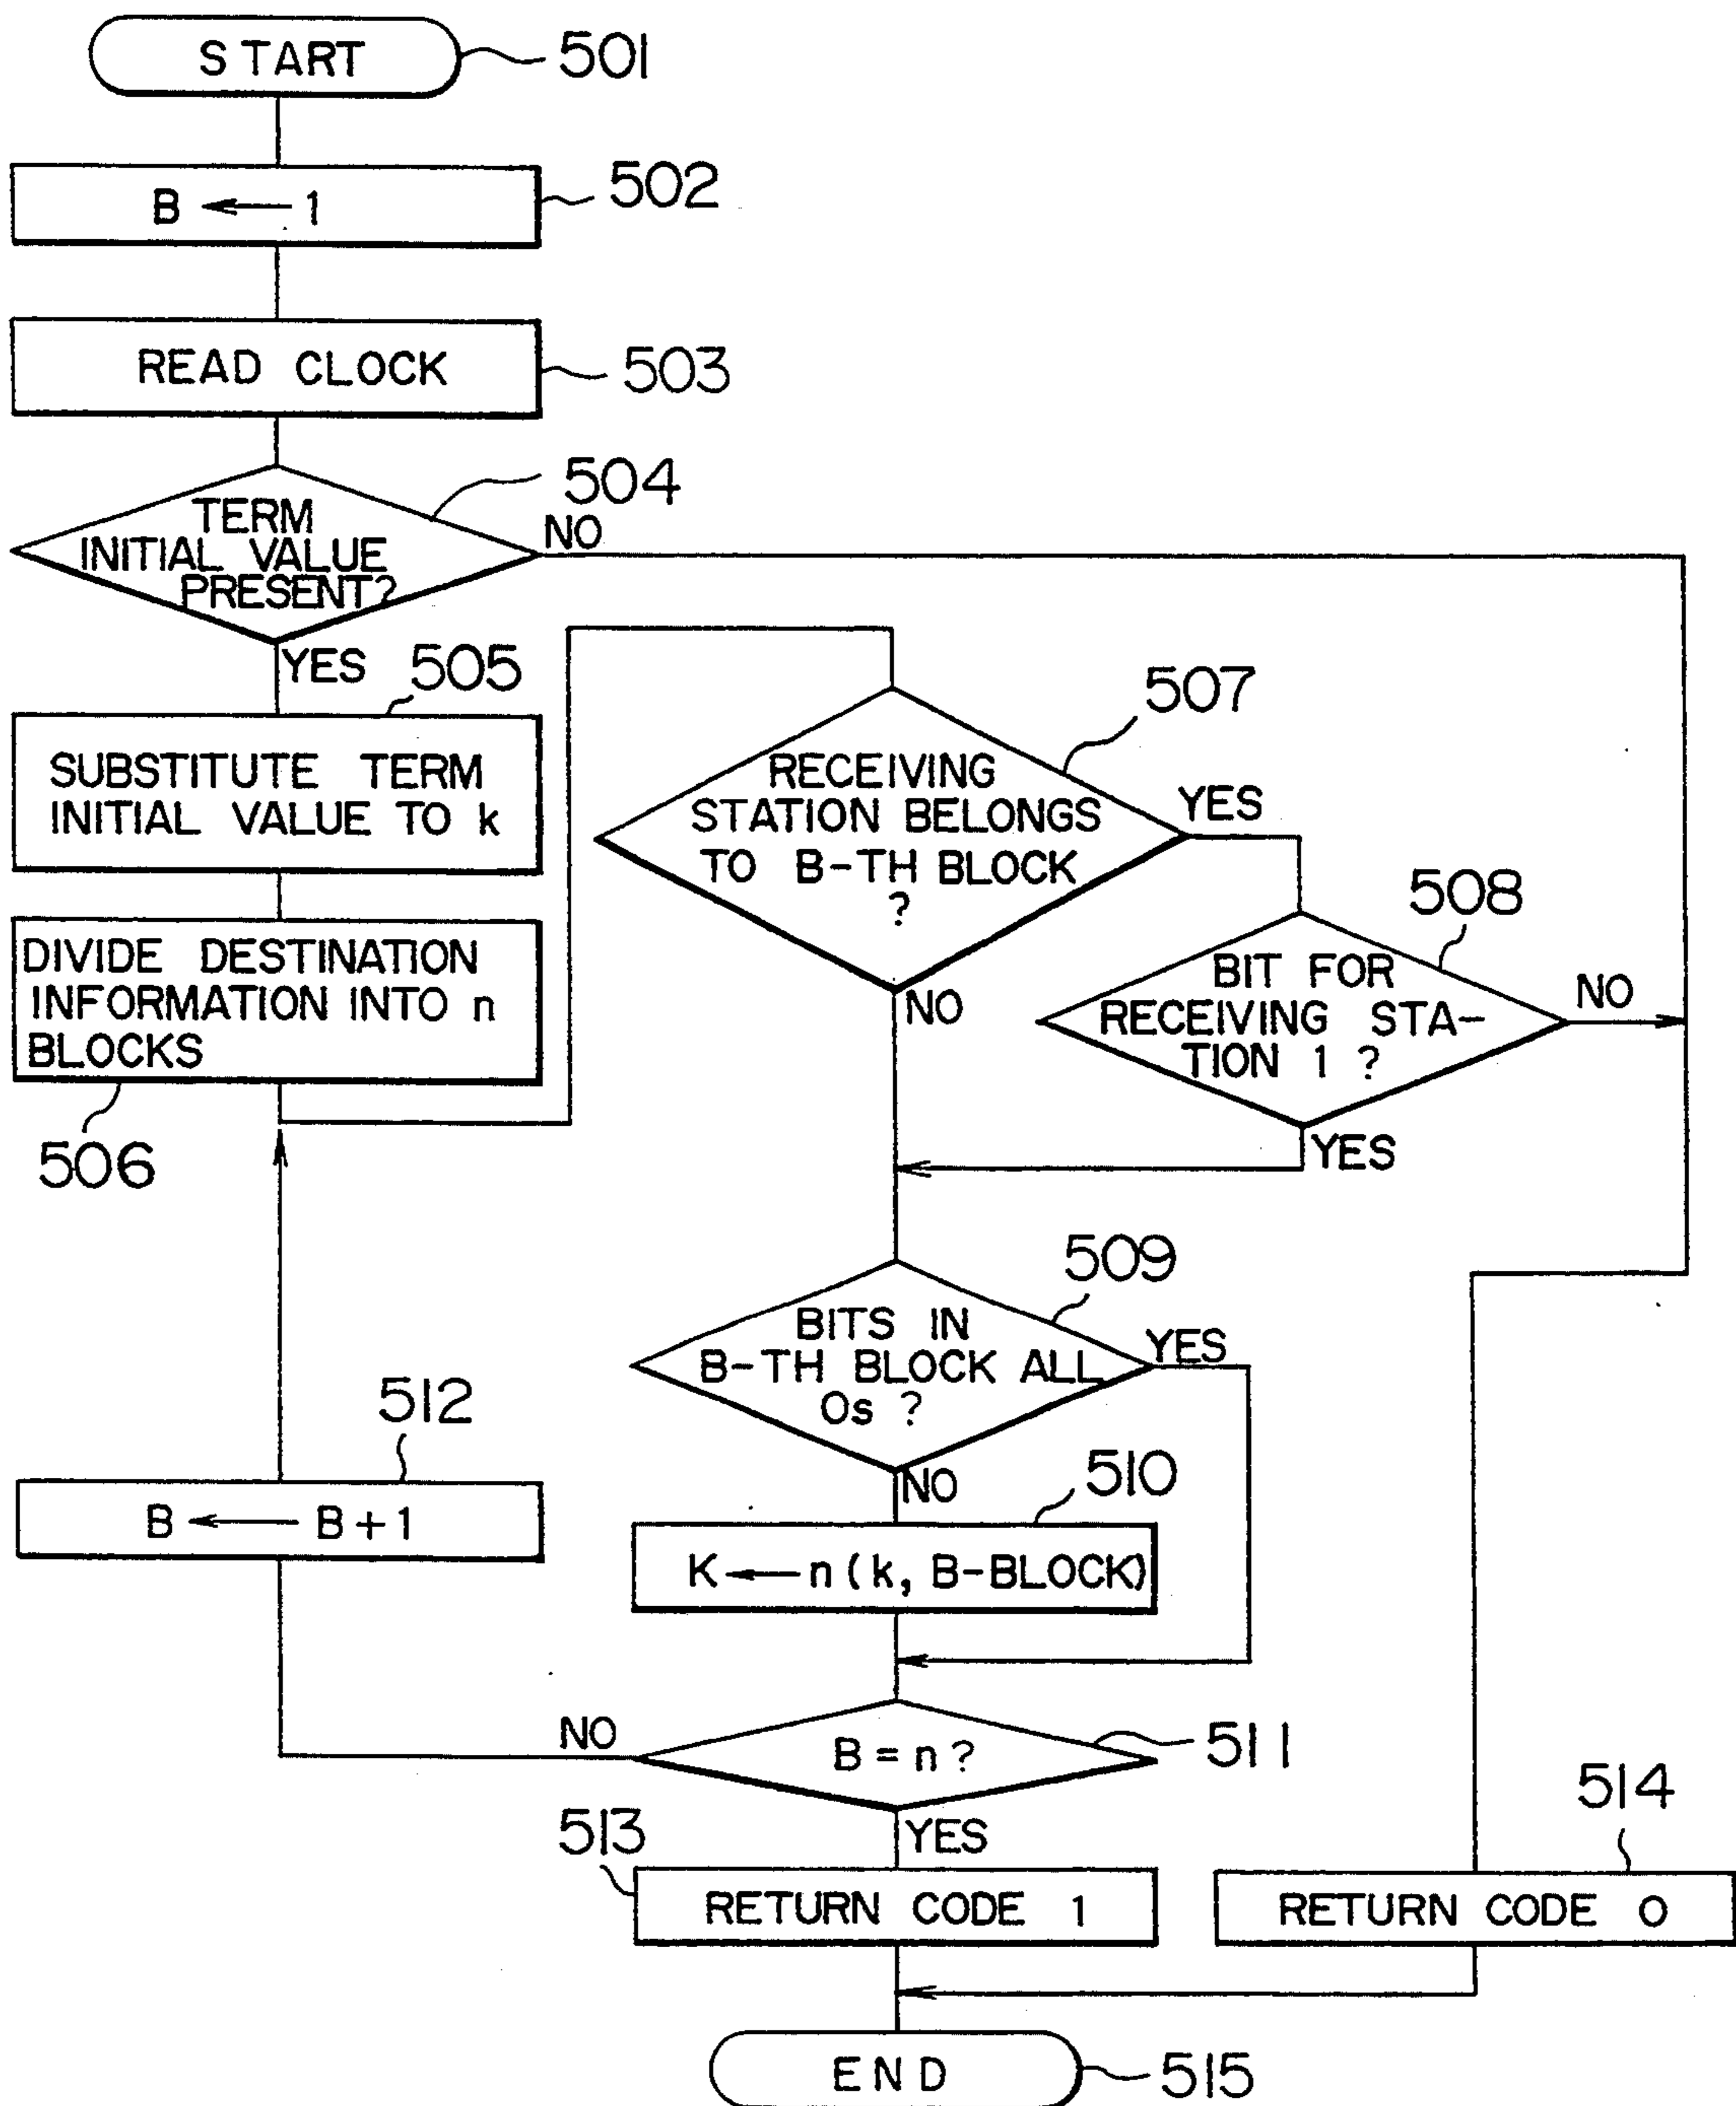 START
501
B ← 1
502
READ CLOCK
503
504
TERM
INITIAL VALUE
PRESENT?
NO
YES
505
SUBSTITUTE TERM
INITIAL VALUE TO k
DIVIDE DESTINATION
INFORMATION INTO n
BLOCKS
506
507
RECEIVING
STATION BELONGS
TO B-TH BLOCK
?
YES
NO
508
BIT FOR
RECEIVING STA-
TION 1 ?
NO
YES
509
BITS IN
B-TH BLOCK ALL
0s ?
YES
NO
510
K ← n (k, B-BLOCK)
512
B ← B+1
NO
B = n ?
511
YES
513
RETURN CODE 1
514
RETURN CODE 0
END
515